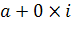 a + 0 × i